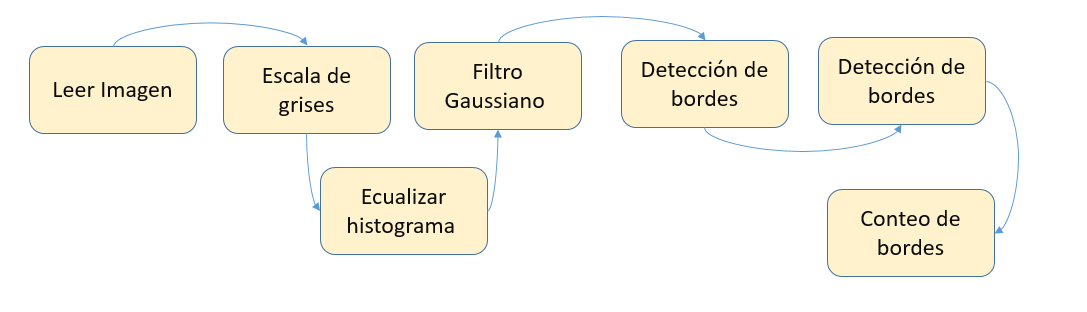 Leer Imagen
Escala de
grises
Ecualizar
histograma
Filtro
Gaussiano
Detección de
bordes
Detección de
bordes
Conteo de
bordes